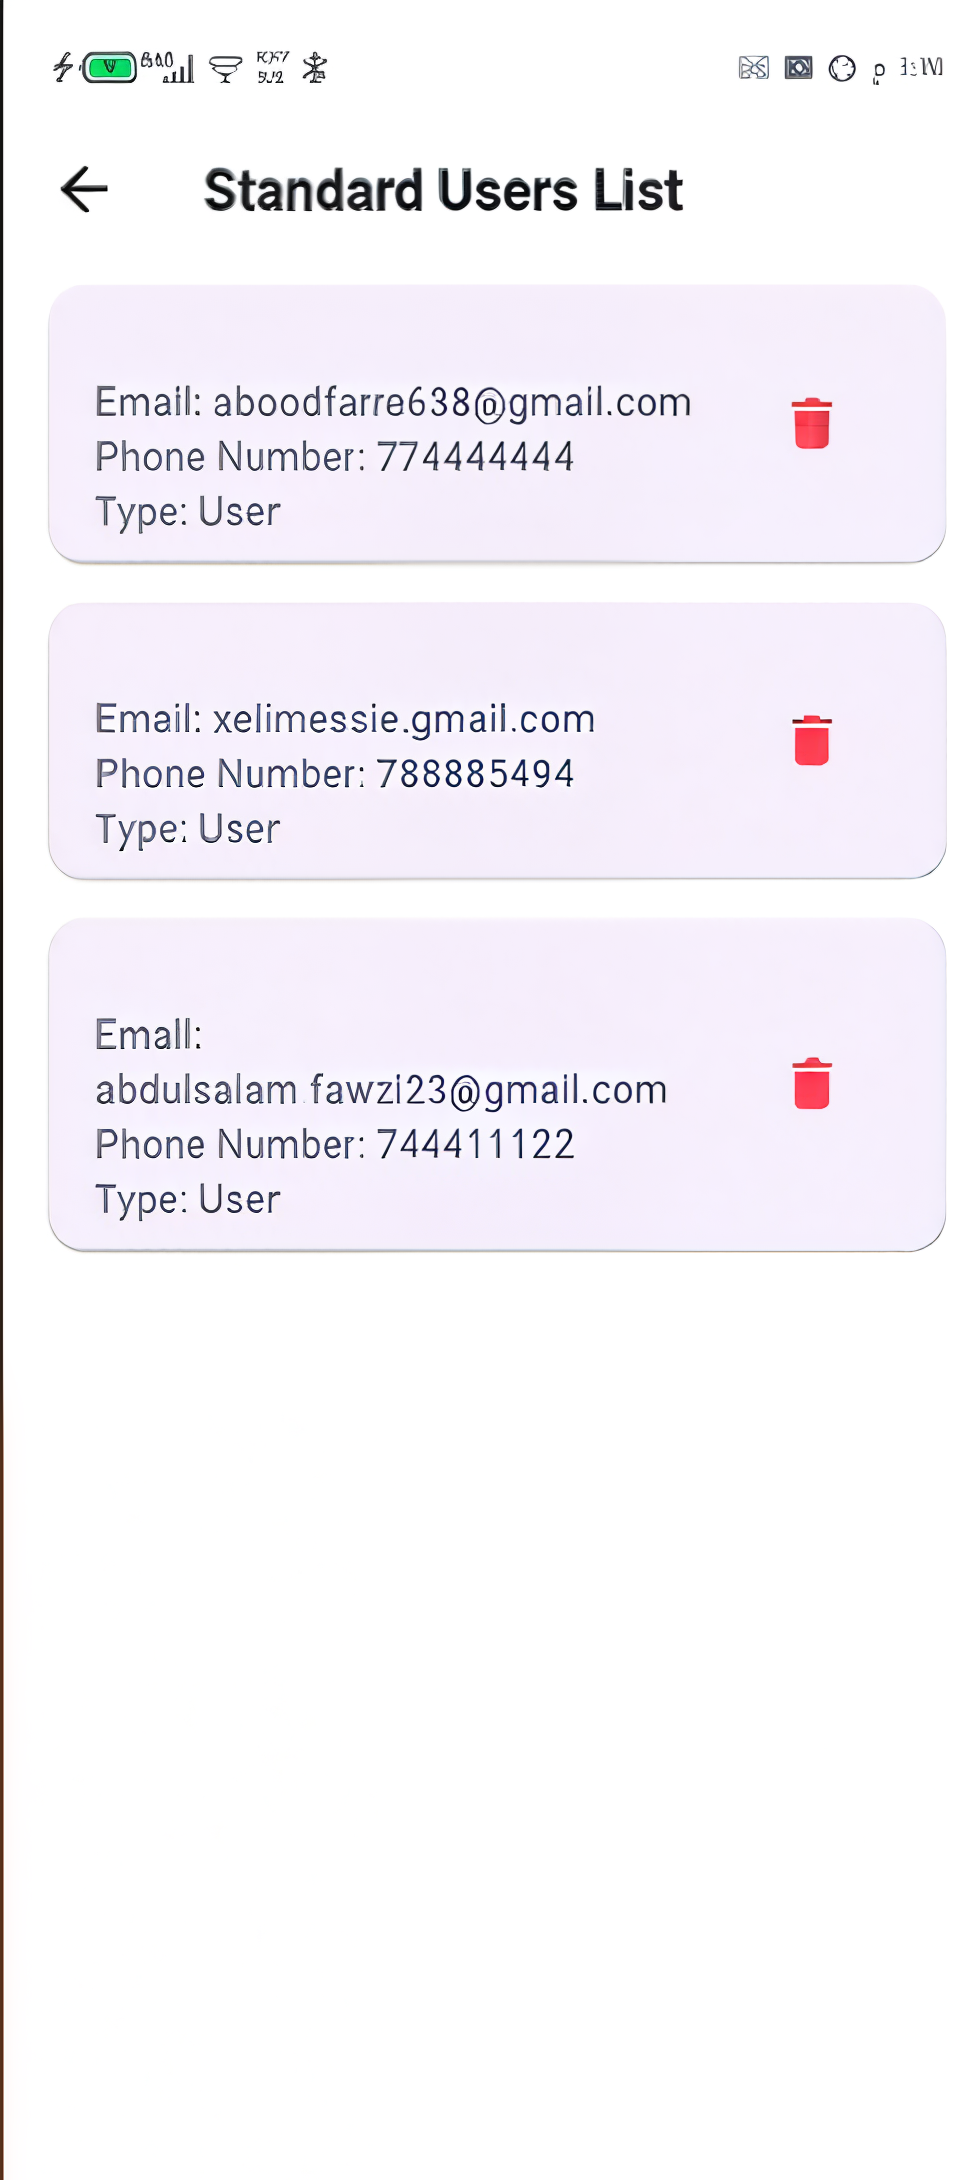 Standard Users List
Email: aboodfarre638@gmail.com
Phone Number: 774444444
Type: User
Email: xelimessie.gmail.com
Phone Number: 788885494
Type: User
Email:
abdulsalam.fawzi23@gmail.com
Phone Number: 744411122
Type: User